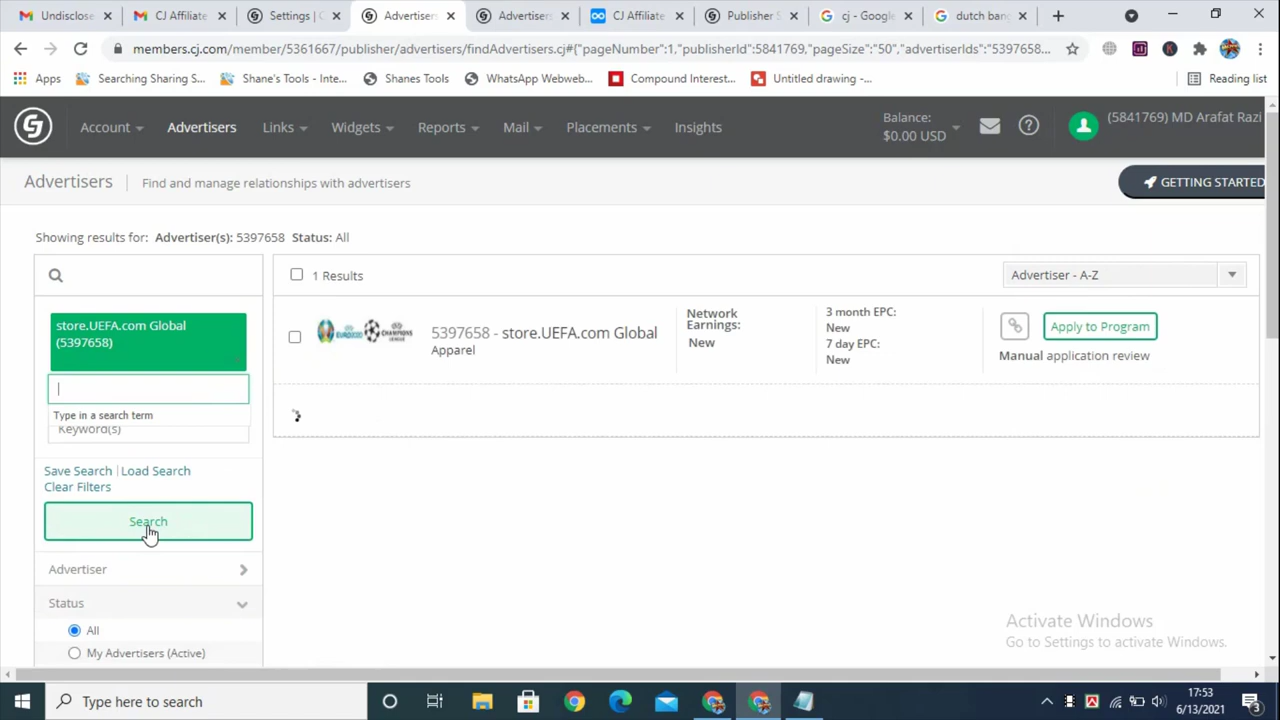 Undisclose
CJ Affiliate
Settings |
Advertisers
Advertisers
CJ Affiliate
Publisher S
cj - Google
dutch bang
members.cj.com/member/5361667/publisher/advertisers/findAdvertisers.cj#{"pageNumber":1,"publisherId":5841769,"pageSize":"50","advertiserIds":"5397658...
Apps
Searching Sharing S...
Shane's Tools - Inte...
Shanes Tools
WhatsApp Webweb...
Compound Interest...
Untitled drawing -...
Reading list
Account
Advertisers
Links
Widgets
Reports
Mail
Placements
Insights
Balance:
$0.00 USD
(5841769) MD Arafat Razi
Advertisers
Find and manage relationships with advertisers
GETTING STARTED
Showing results for: Advertiser(s): 5397658 Status: All
1 Results
Advertiser - A-Z
store.UEFA.com Global
(5397658)
Type in a search term
Keyword(s)
Save Search | Load Search
Clear Filters
Search
Advertiser
Status
All
My Advertisers (Active)
5397658 - store.UEFA.com Global
Apparel
Network
Earnings:
New
3 month EPC:
New
7 day EPC:
New
Apply to Program
Manual application review
Activate Windows
Go to Settings to activate Windows.
Type here to search
17:53
6/13/2021
3